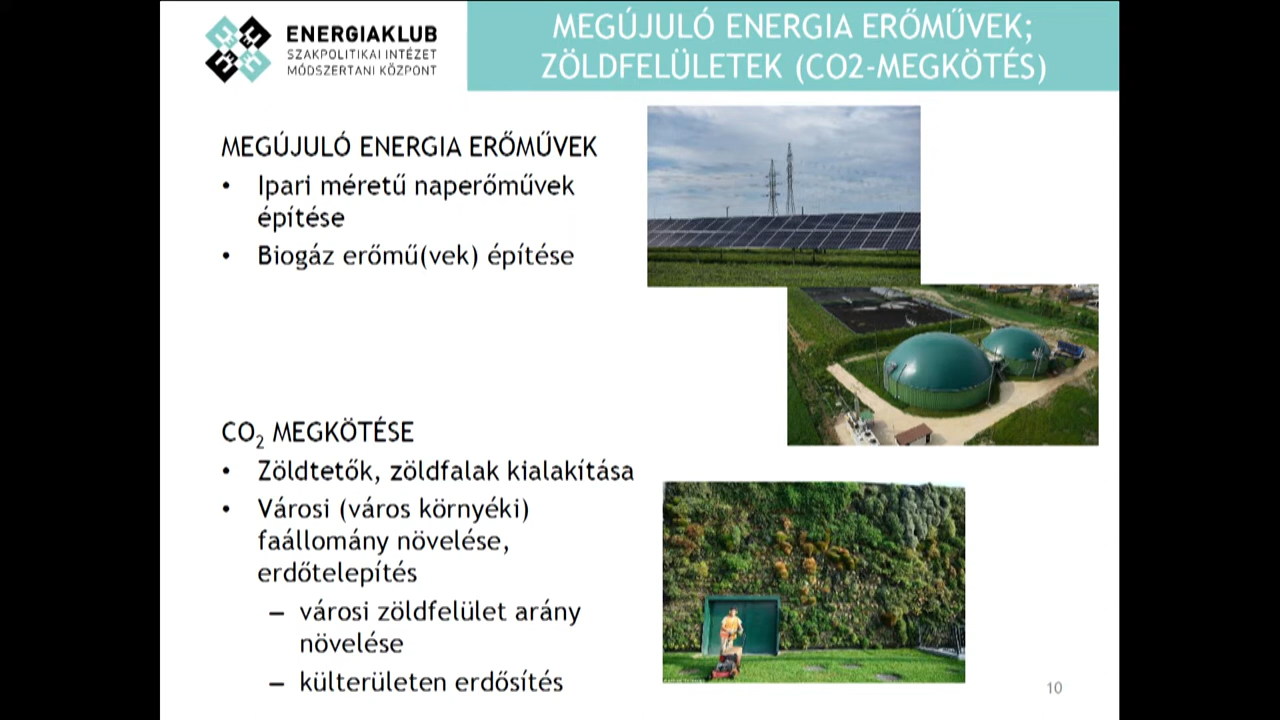 ENERGIAKLUB
SZAKPOLITIKAI INTÉZET
MÓDSZERTANI KÖZPONT
MEGÚJULÓ ENERGIA ERŐMŰVEK;
ZÖLDFELÜLETEK (CO2-MEGKÖTÉS)
MEGÚJULÓ ENERGIA ERŐMŰVEK
• Ipari méretű naperőművek
építése
• Biogáz erőmű(vek) építése
CO₂ MEGKÖTÉSE
• Zöldtetők, zöldfalak kialakítása
• Városi (város környéki)
faállomány növelése,
erdőtelepítés
– városi zöldfelület arány
növelése
– külterületen erdősítés
10